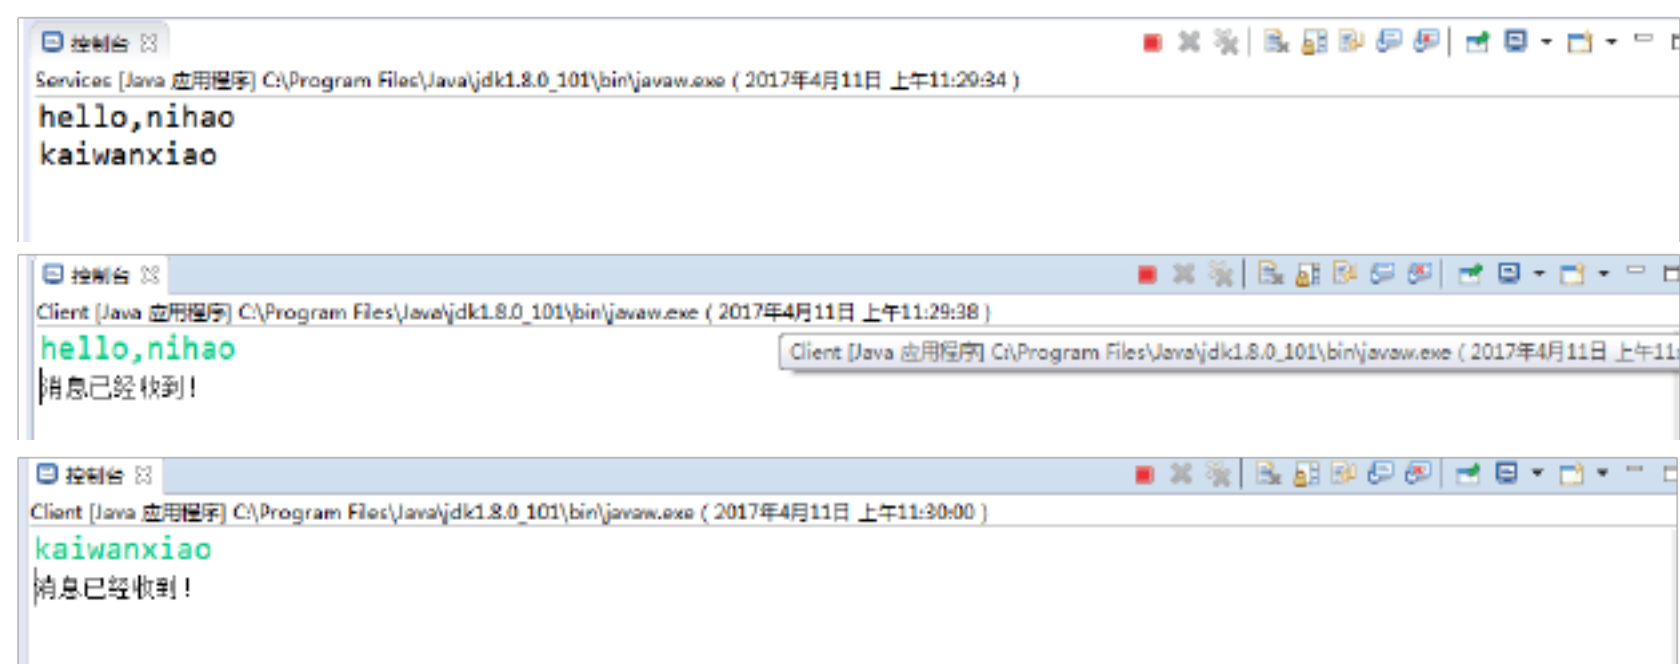 控制台
Services [Java 应用程序] C:\Program Files\Java\jdk1.8.0_101\bin\javaw.exe ( 2017年4月11日 上午11:29:34 )
hello,nihao
kaiwanxiao
控制台
Client [Java 应用程序] C:\Program Files\Java\jdk1.8.0_101\bin\javaw.exe ( 2017年4月11日 上午11:29:38 )
hello,nihao
Client [Java 应用程序] C:\Program Files\Java\jdk1.8.0_101\bin\javaw.exe ( 2017年4月11日 上午11:
消息已经收到!
控制台
Client [Java 应用程序] C:\Program Files\Java\jdk1.8.0_101\bin\javaw.exe ( 2017年4月11日 上午11:30:00 )
kaiwanxiao
消息已经收到!